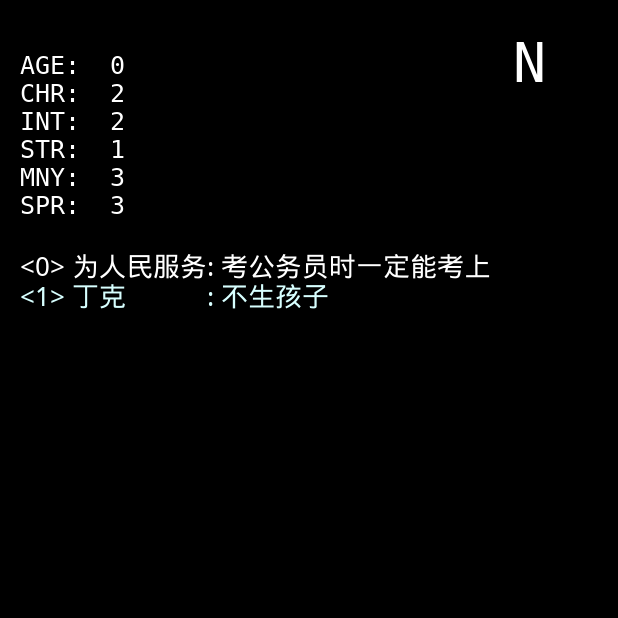 N
AGE: 0
CHR: 2
INT: 2
STR: 1
MNY: 3
SPR: 3
<0> 为人民服务: 考公务员时一定能考上
<1> 丁克 : 不生孩子